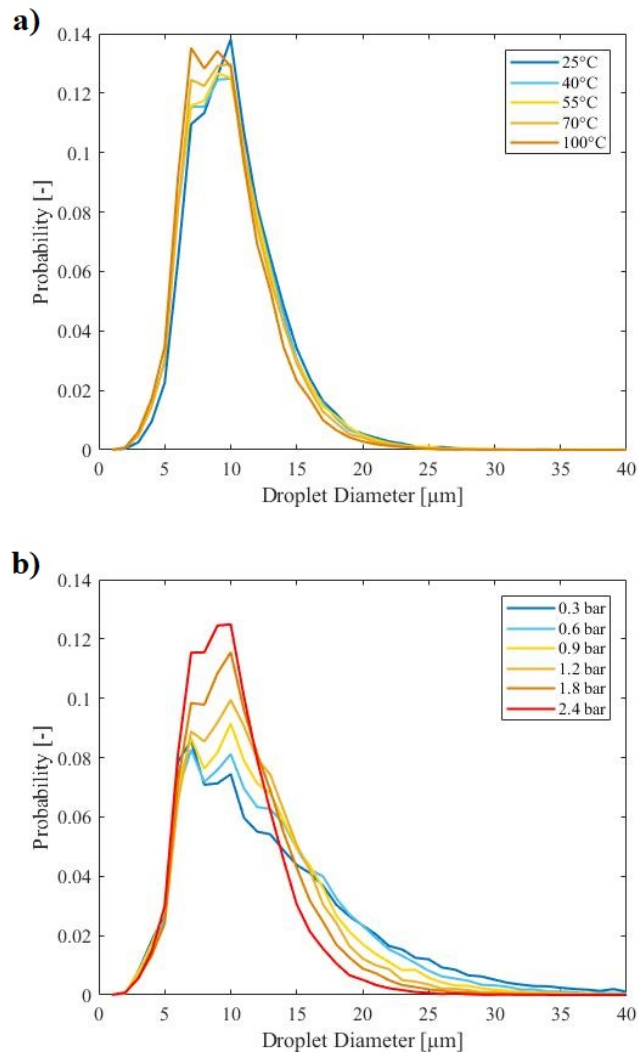 a)
0.14
0.12
0.1
0.08
0.06
0.04
0.02
0
Probability [-]
25°C
40°C
55°C
70°C
100°C
0 5 10 15 20 25 30 35 40
Droplet Diameter [µm]
b)
0.14
0.12
0.1
0.08
0.06
0.04
0.02
0
Probability [-]
0.3 bar
0.6 bar
0.9 bar
1.2 bar
1.8 bar
2.4 bar
0 5 10 15 20 25 30 35 40
Droplet Diameter [µm]